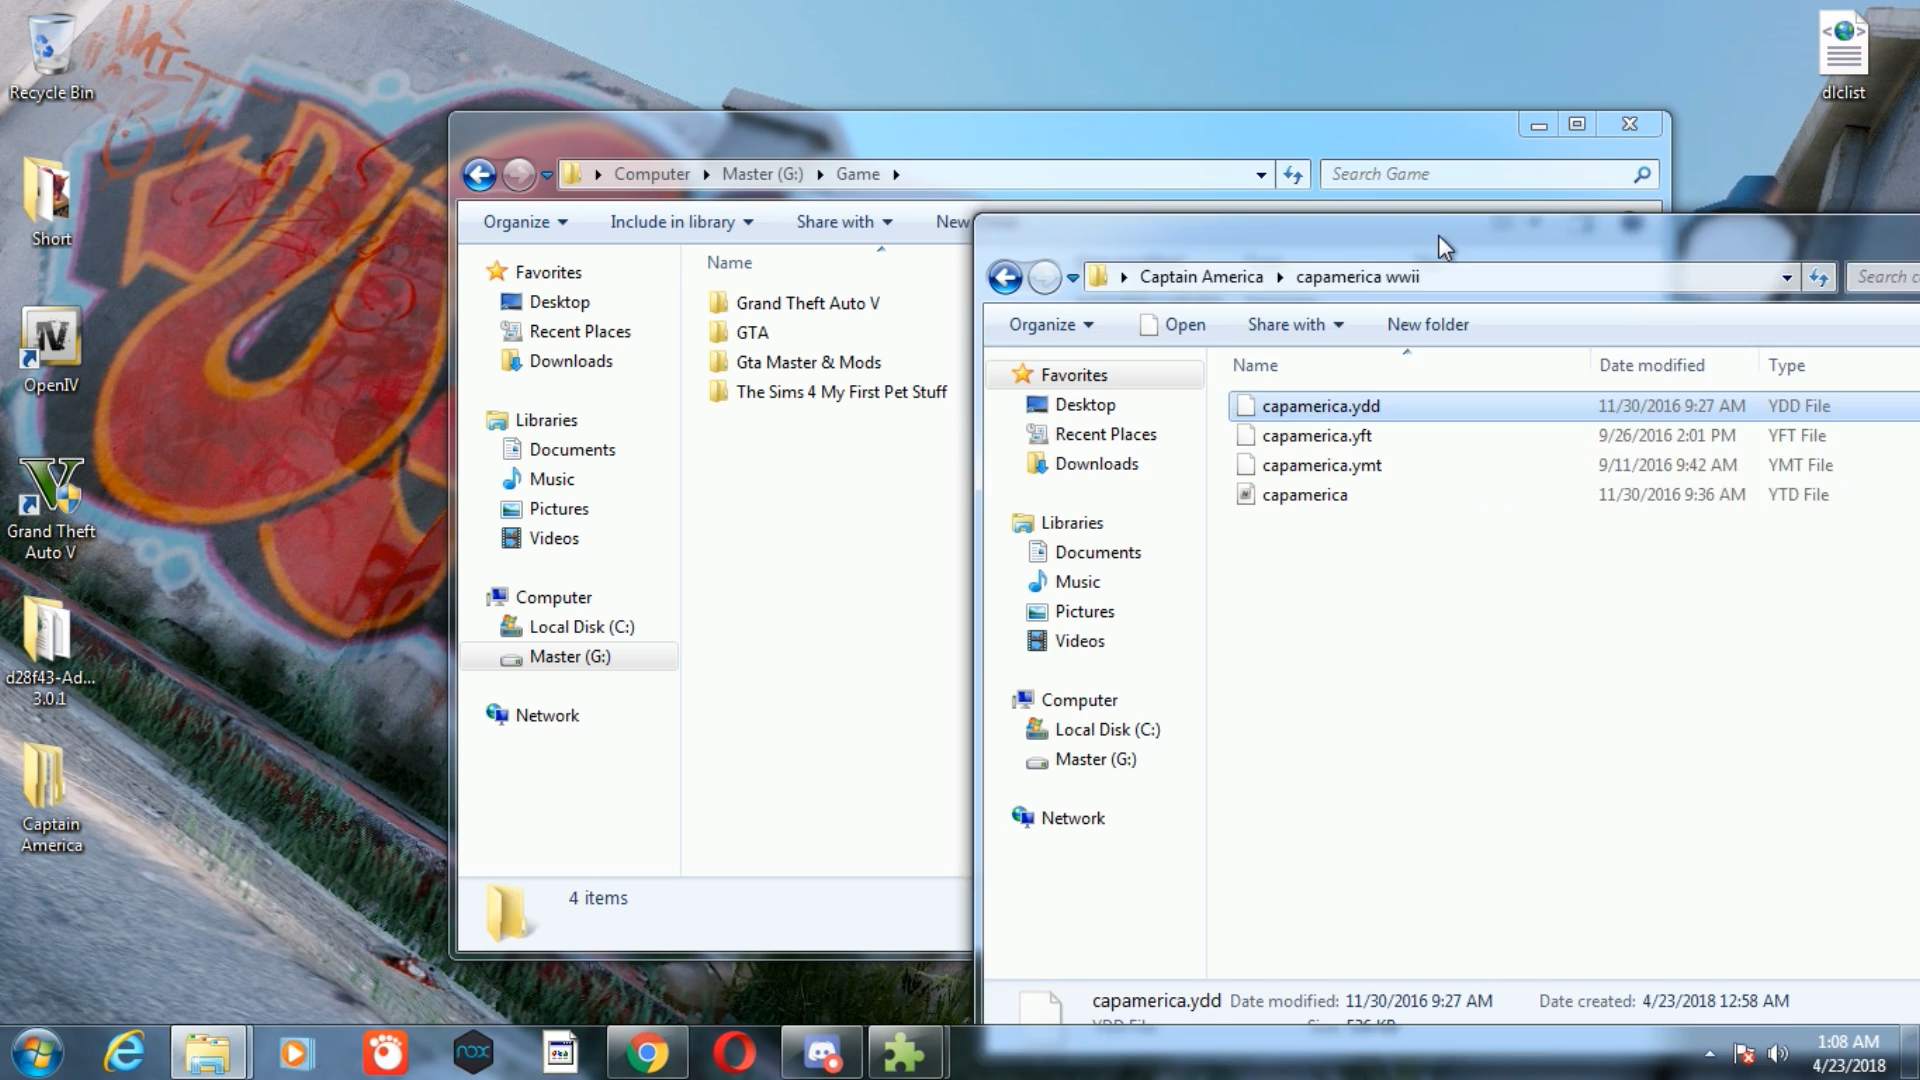 Recycle Bin
Short
OpenIV
Grand Theft
Auto V
d28f43-Ad...
3.0.1
Captain
America
dlclist
Computer
Master (G:)
Game
Search Game
Organize
Include in library
Share with
New
Favorites
Desktop
Recent Places
Downloads
Libraries
Documents
Music
Pictures
Videos
Computer
Local Disk (C:)
Master (G:)
Network
Name
Grand Theft Auto V
GTA
Gta Master & Mods
The Sims 4 My First Pet Stuff
4 items
Captain America
capamerica wwii
Search c
Organize
Open
Share with
New folder
Favorites
Desktop
Recent Places
Downloads
Libraries
Documents
Music
Pictures
Videos
Computer
Local Disk (C:)
Master (G:)
Network
Name Date modified Type
capamerica.ydd 11/30/2016 9:27 AM YDD File
capamerica.yft 9/26/2016 2:01 PM YFT File
capamerica.ymt 9/11/2016 9:42 AM YMT File
capamerica 11/30/2016 9:36 AM YTD File
capamerica.ydd Date modified: 11/30/2016 9:27 AM Date created: 4/23/2018 12:58 AM
YDD File
nox
1:08 AM
4/23/2018